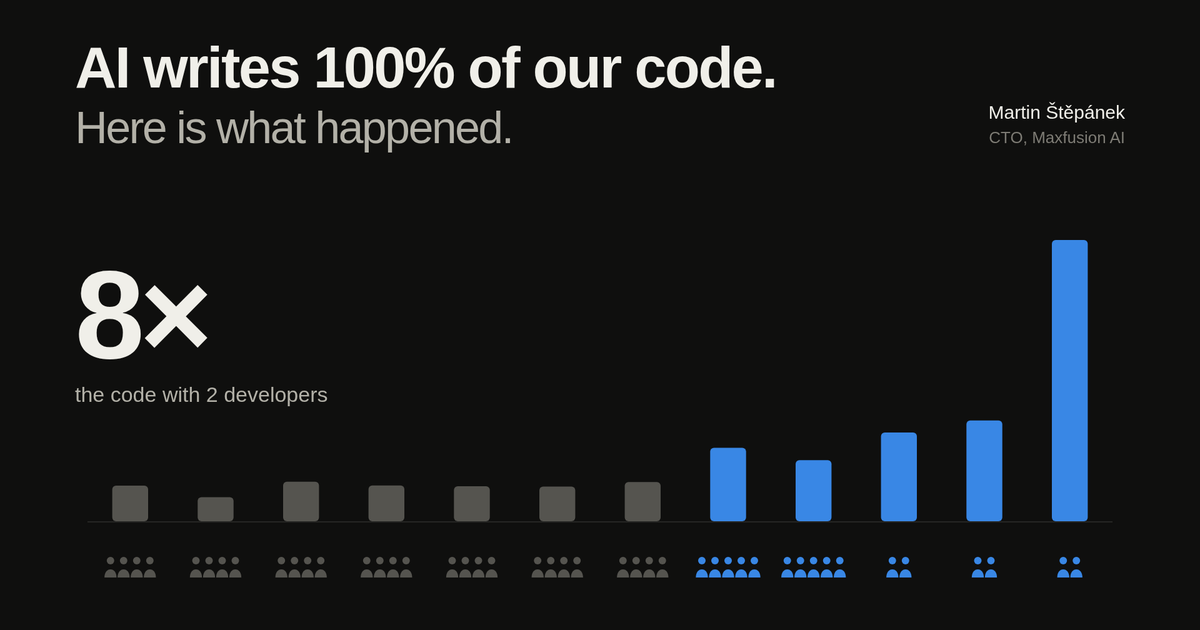 AI writes 100% of our code.
Here is what happened.
Martin Štěpánek
CTO, Maxfusion AI
8×
the code with 2 developers